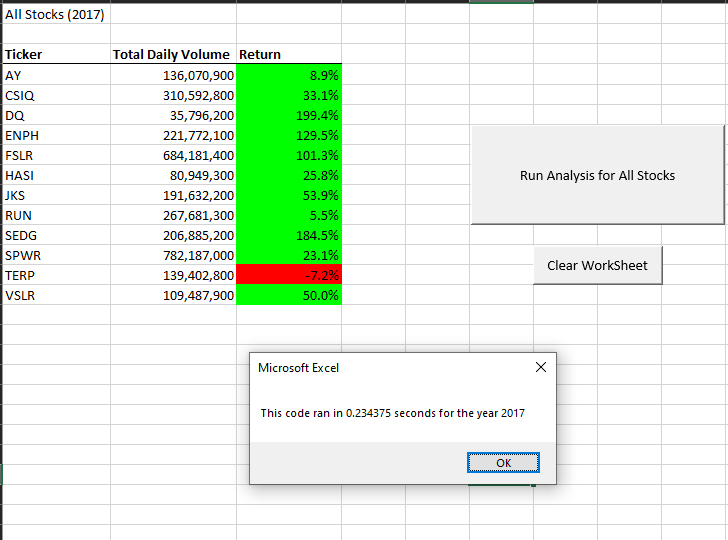 All Stocks (2017)
Ticker Total Daily Volume Return
AY 136,070,900 8.9%
CSIQ 310,592,800 33.1%
DQ 35,796,200 199.4%
ENPH 221,772,100 129.5%
FSLR 684,181,400 101.3%
HASI 80,949,300 25.8%
JKS 191,632,200 53.9%
RUN 267,681,300 5.5%
SEDG 206,885,200 184.5%
SPWR 782,187,000 23.1%
TERP 139,402,800 -7.2%
VSLR 109,487,900 50.0%
Run Analysis for All Stocks
Clear WorkSheet
Microsoft Excel
This code ran in 0.234375 seconds for the year 2017
OK